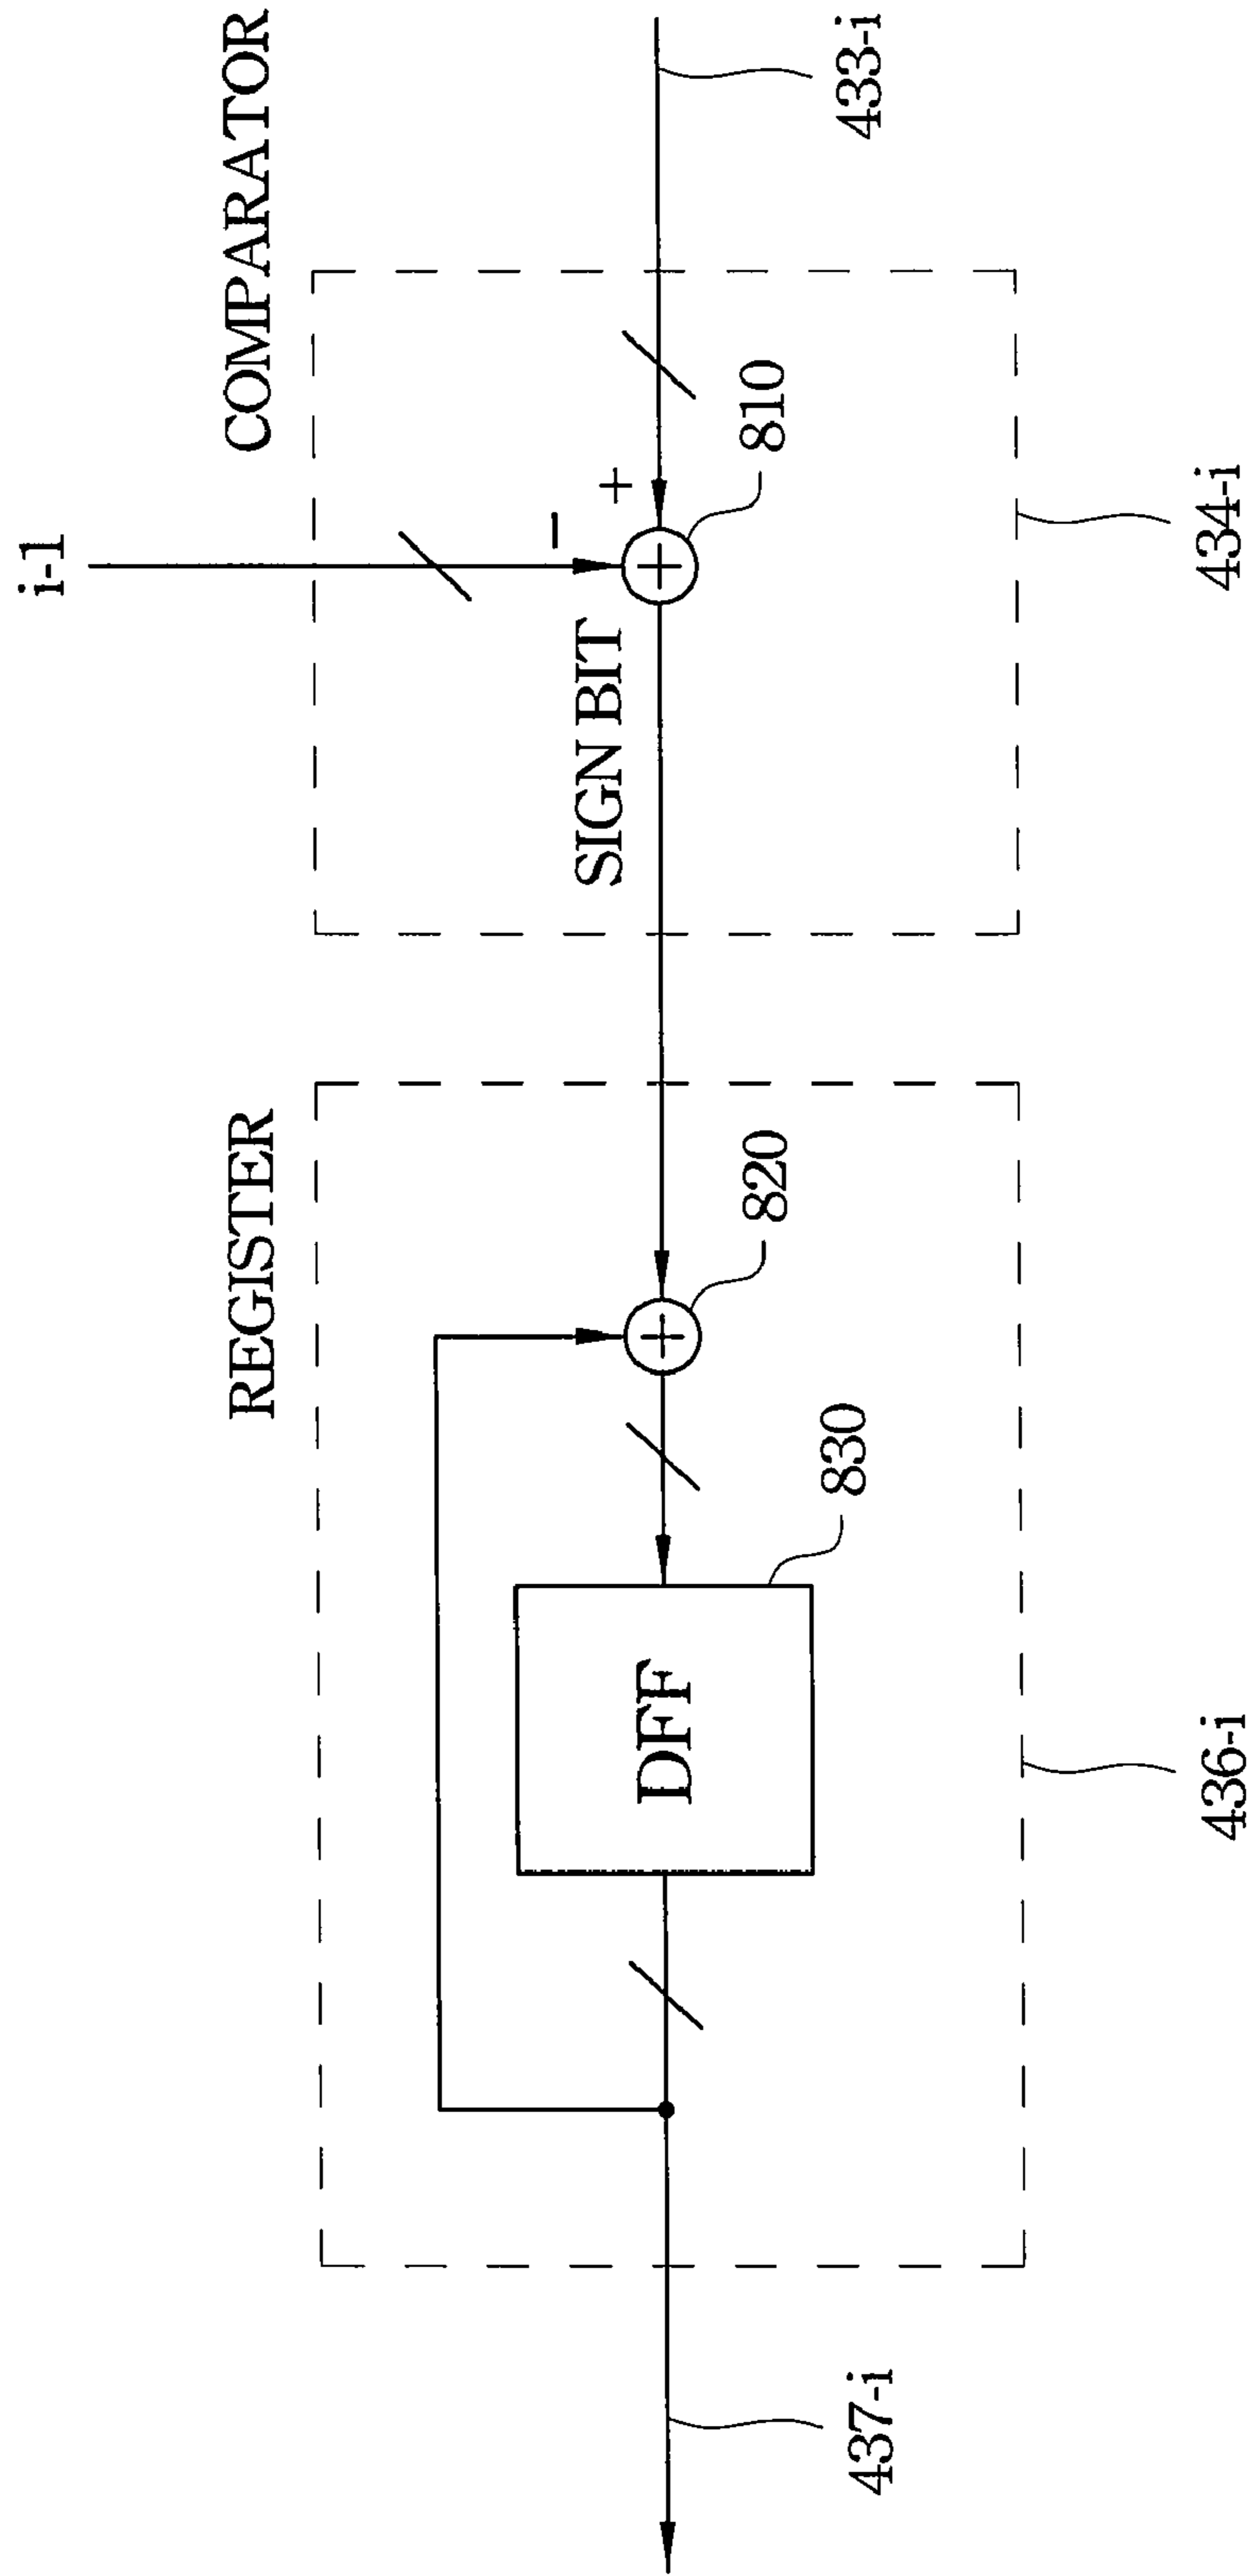 REGISTER
COMPARATOR
i-1
SIGN BIT
−
+
+
+
DFF
437-i
830
820
810
433-i
436-i
434-i